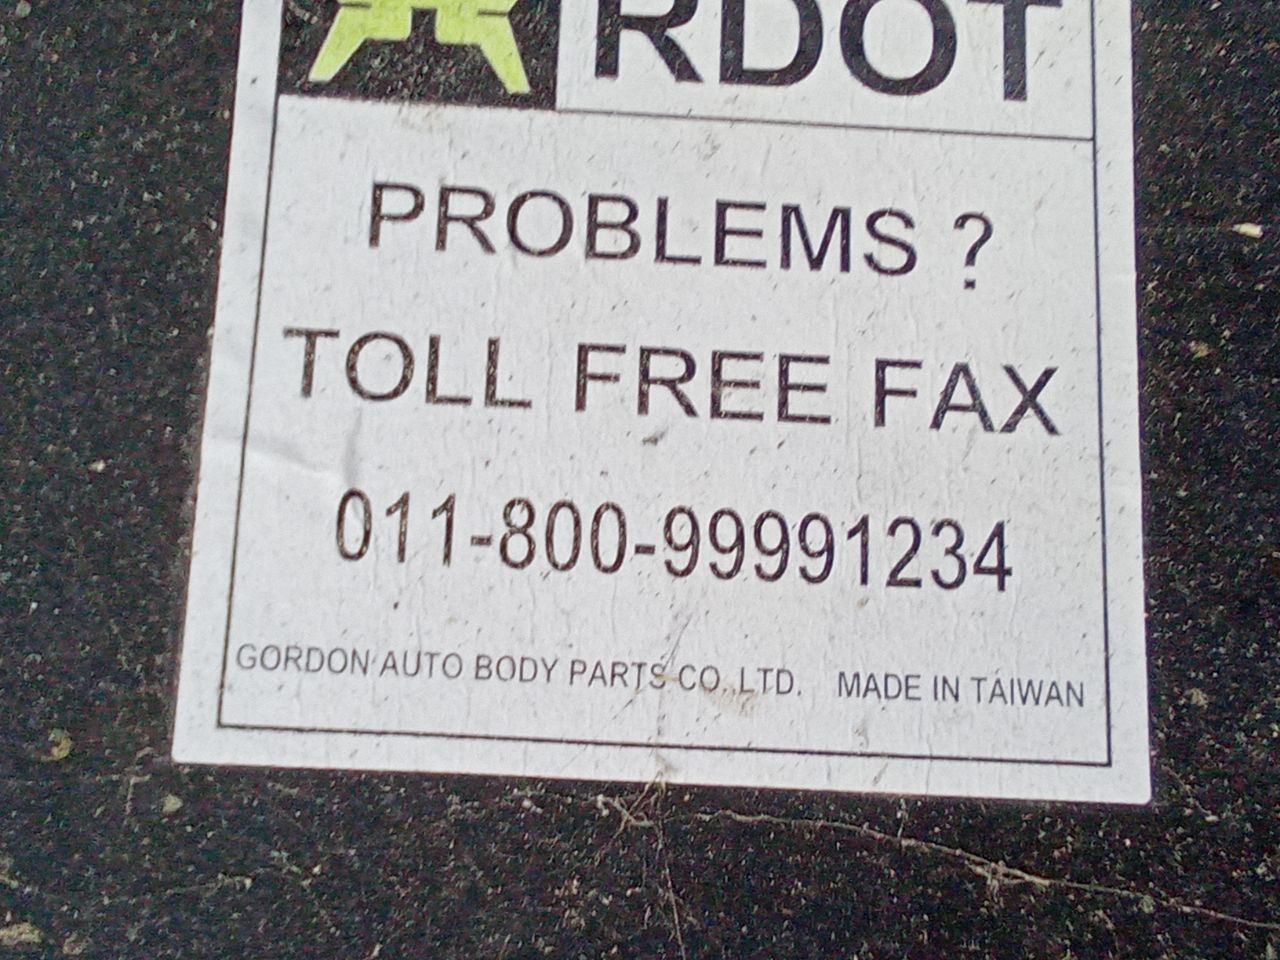 RDOT
PROBLEMS ?
TOLL FREE FAX
011-800-99991234
GORDON AUTO BODY PARTS CO., LTD. MADE IN TAIWAN